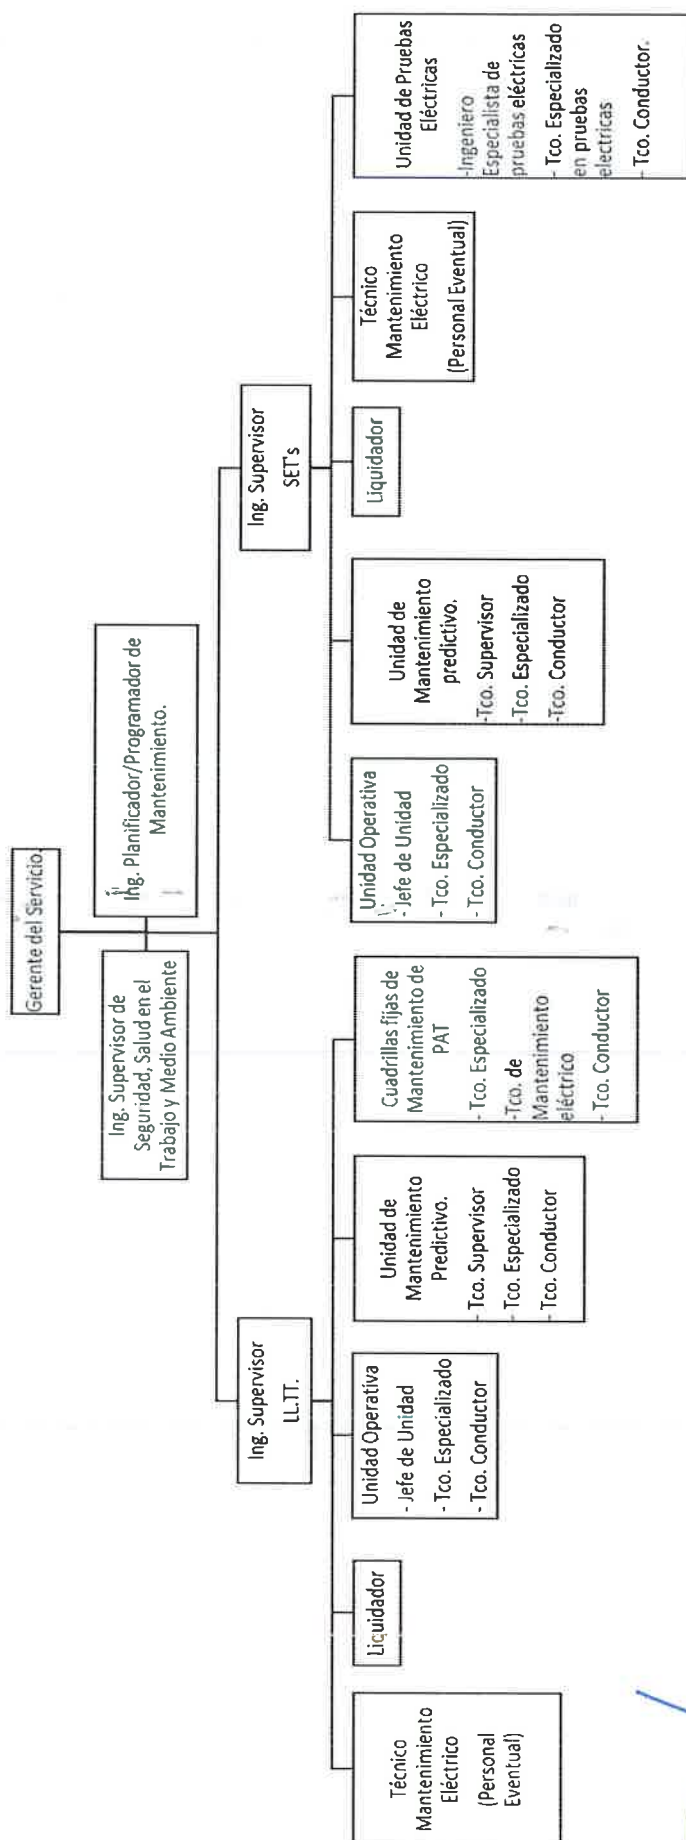 Gerente del Servicio.
Ing. Supervisor de
Seguridad, Salud en el
Trabajo y Medio Ambiente
Ing. Planificador/Programador de
Mantenimiento.
Ing. Supervisor
LL.TT.
Ing. Supervisor
SET's
Técnico
Mantenimiento
Eléctrico
(Personal
Eventual)
Liquidador
Unidad Operativa
- Jefe de Unidad
- Tco. Especializado
- Tco. Conductor
Unidad de
Mantenimiento
Predictivo.
- Tco. Supervisor
- Tco. Especializado
- Tco. Conductor
Cuadrillas fijas de
Mantenimiento de
PAT
- Tco. Especializado
-Tco. de
Mantenimiento
eléctrico
- Tco. Conductor
Unidad Operativa
- Jefe de Unidad
- Tco. Especializado
- Tco. Conductor
Unidad de
Mantenimiento
predictivo.
-Tco. Supervisor
-Tco. Especializado
-Tco. Conductor
Liquidador
Técnico
Mantenimiento
Eléctrico
(Personal Eventual)
Unidad de Pruebas
Eléctricas
-Ingeniero
Especialista de
pruebas eléctricas
- Tco. Especializado
en pruebas
electricas
- Tco. Conductor.